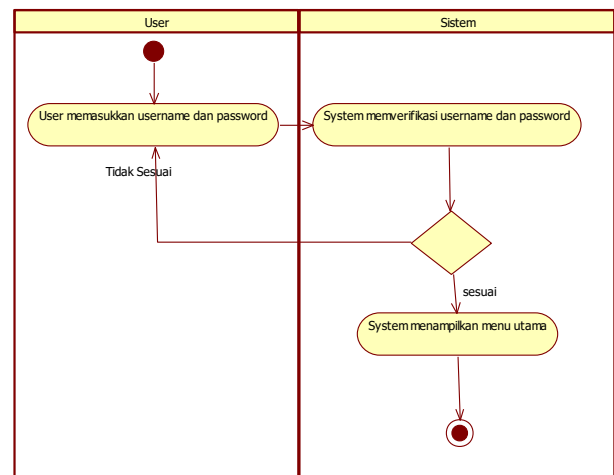 User
Sistem
User memasukkan username dan password
System memverifikasi username dan password
Tidak Sesuai
sesuai
System menampilkan menu utama